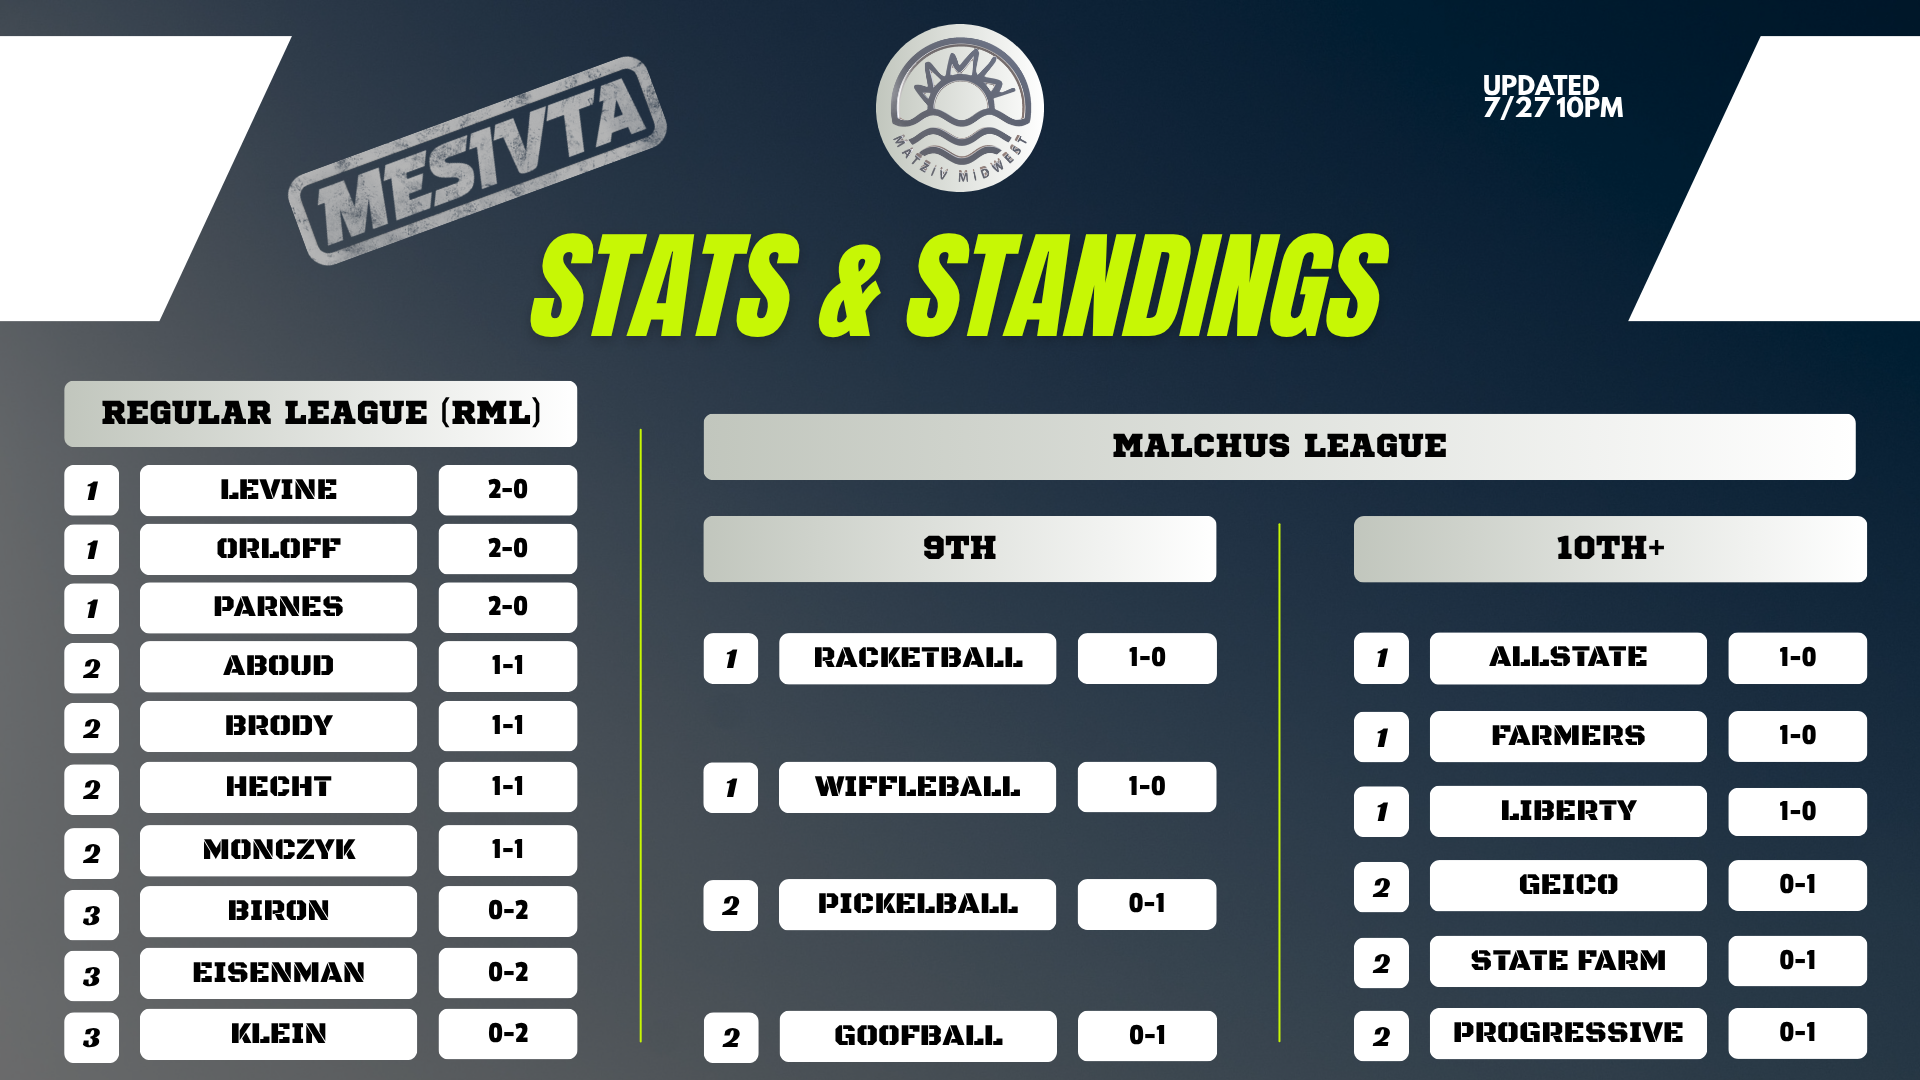 MESIVTA
MATZIV MIDWEST
UPDATED
7/27 10PM
STATS & STANDINGS
REGULAR LEAGUE (RML)
1 LEVINE 2-0
1 ORLOFF 2-0
1 PARNES 2-0
2 ABOUD 1-1
2 BRODY 1-1
2 HECHT 1-1
2 MONCZYK 1-1
3 BIRON 0-2
3 EISENMAN 0-2
3 KLEIN 0-2
MALCHUS LEAGUE
9TH
1 RACKETBALL 1-0
1 WIFFLEBALL 1-0
2 PICKELBALL 0-1
2 GOOFBALL 0-1
10TH+
1 ALLSTATE 1-0
1 FARMERS 1-0
1 LIBERTY 1-0
2 GEICO 0-1
2 STATE FARM 0-1
2 PROGRESSIVE 0-1